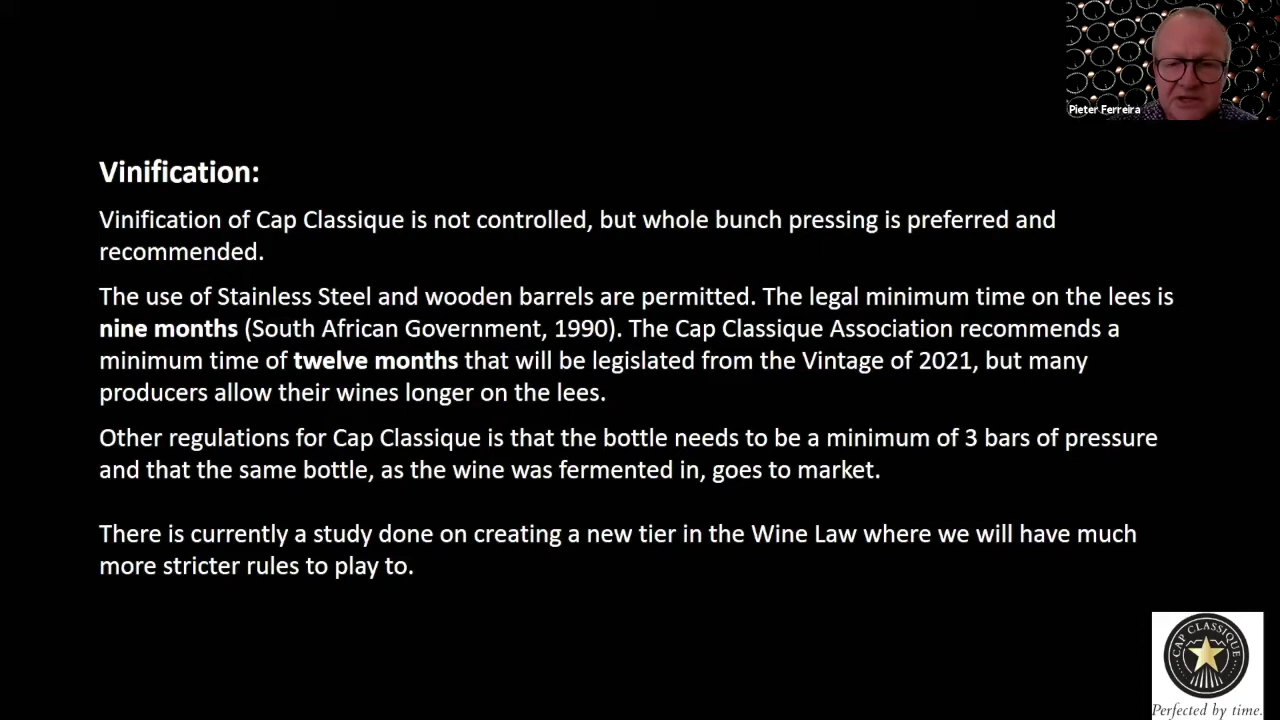 Pieter Ferreira
Vinification:
Vinification of Cap Classique is not controlled, but whole bunch pressing is preferred and
recommended.
The use of Stainless Steel and wooden barrels are permitted. The legal minimum time on the lees is
nine months (South African Government, 1990). The Cap Classique Association recommends a
minimum time of twelve months that will be legislated from the Vintage of 2021, but many
producers allow their wines longer on the lees.
Other regulations for Cap Classique is that the bottle needs to be a minimum of 3 bars of pressure
and that the same bottle, as the wine was fermented in, goes to market.
There is currently a study done on creating a new tier in the Wine Law where we will have much
more stricter rules to play to.
CAP CLASSIQUE
Perfected by time.